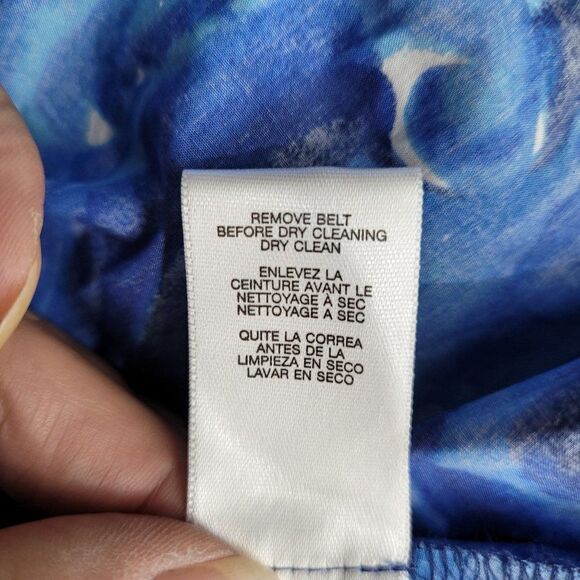 REMOVE BELT
BEFORE DRY CLEANING
DRY CLEAN
ENLEVEZ LA
CEINTURE AVANT LE
NETTOYAGE À SEC
NETTOYAGE À SEC
QUITE LA CORREA
ANTES DE LA
LIMPIEZA EN SECO
LAVAR EN SECO